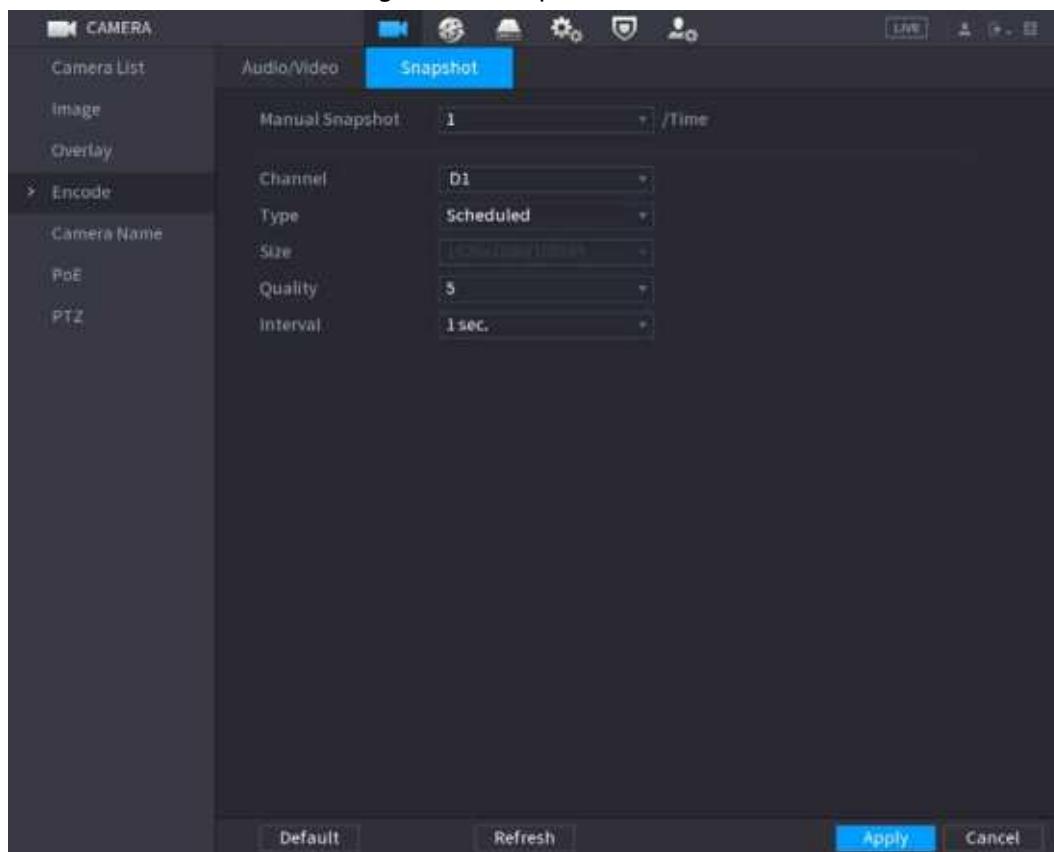 CAMERA LIVE
Camera List
Image
Overlay
Encode
Camera Name
PoE
PTZ
Audio/Video Snapshot
Manual Snapshot 1 /Time
Channel D1
Type Scheduled
Size
Quality 5
Interval 1 sec.
Default Refresh Apply Cancel